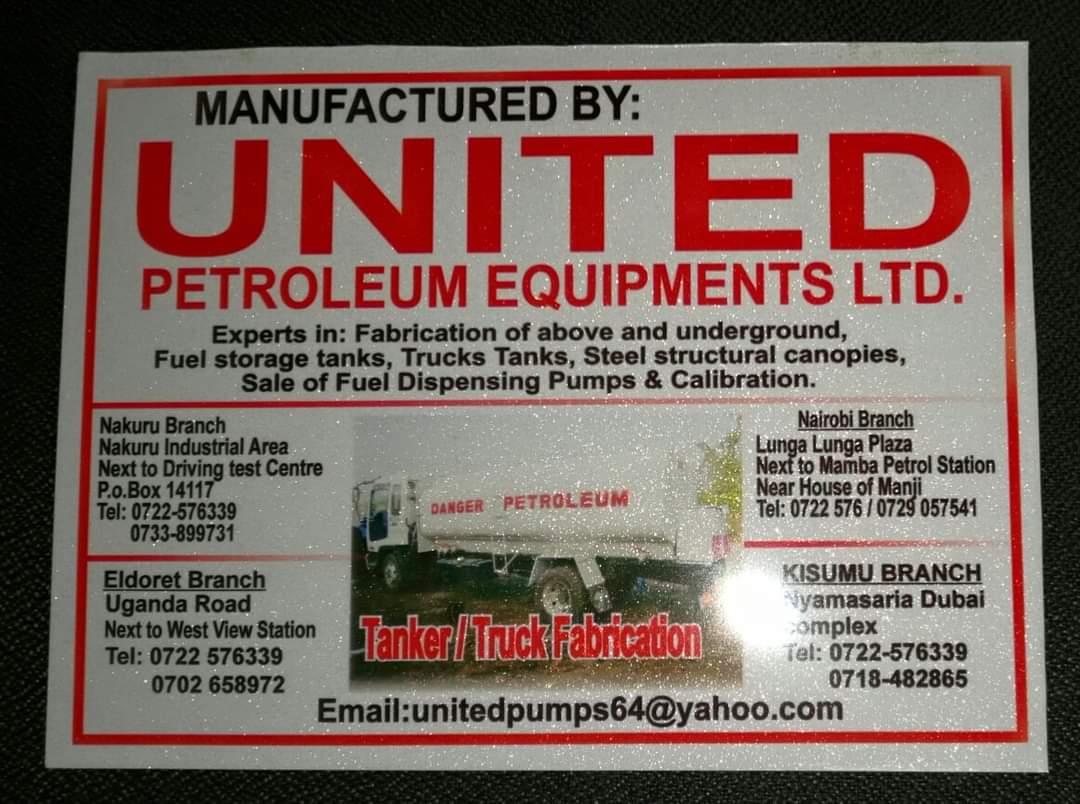 MANUFACTURED BY:
UNITED
PETROLEUM EQUIPMENTS LTD.
Experts in: Fabrication of above and underground,
Fuel storage tanks, Trucks Tanks, Steel structural canopies,
Sale of Fuel Dispensing Pumps & Calibration.
Nakuru Branch
Nakuru Industrial Area
Next to Driving test Centre
P.o.Box 14117
Tel: 0722-576339
0733-899731
Eldoret Branch
Uganda Road
Next to West View Station
Tel: 0722 576339
0702 658972
DANGER PETROLEUM
Tanker / Truck Fabrication
Nairobi Branch
Lunga Lunga Plaza
Next to Mamba Petrol Station
Near House of Manji
Tel: 0722 576 / 0729 057541
KISUMU BRANCH
Nyamasaria Dubai
complex
Tel: 0722-576339
0718-482865
Email:unitedpumps64@yahoo.com